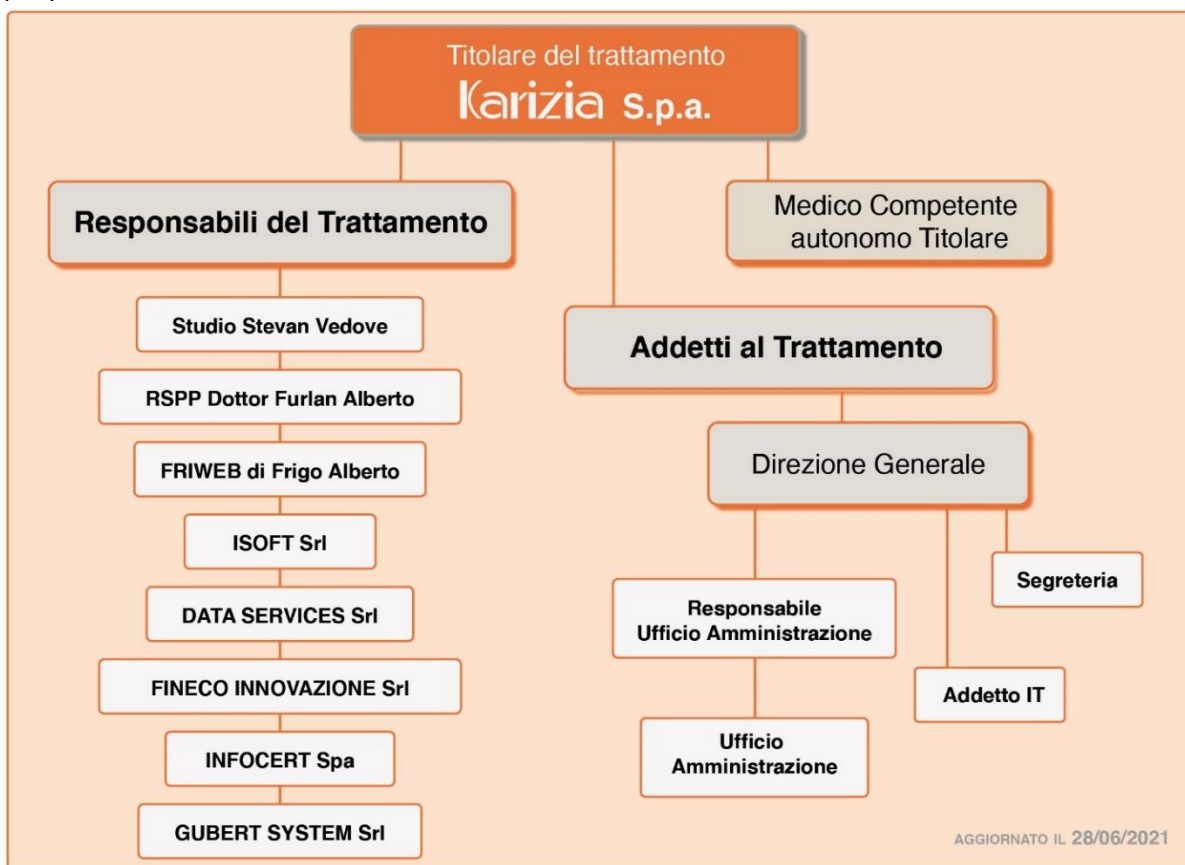 Titolare del trattamento
Karizia S.p.a.
Responsabili del Trattamento
Studio Stevan Vedove
RSPP Dottor Furlan Alberto
FRIWEB di Frigo Alberto
ISOFT Srl
DATA SERVICES Srl
FINECO INNOVAZIONE Srl
INFOCERT Spa
GUBERT SYSTEM Srl
Medico Competente
autonomo Titolare
Addetti al Trattamento
Direzione Generale
Responsabile
Ufficio Amministrazione
Ufficio
Amministrazione
Addetto IT
Segreteria
AGGIORNATO IL 28/06/2021